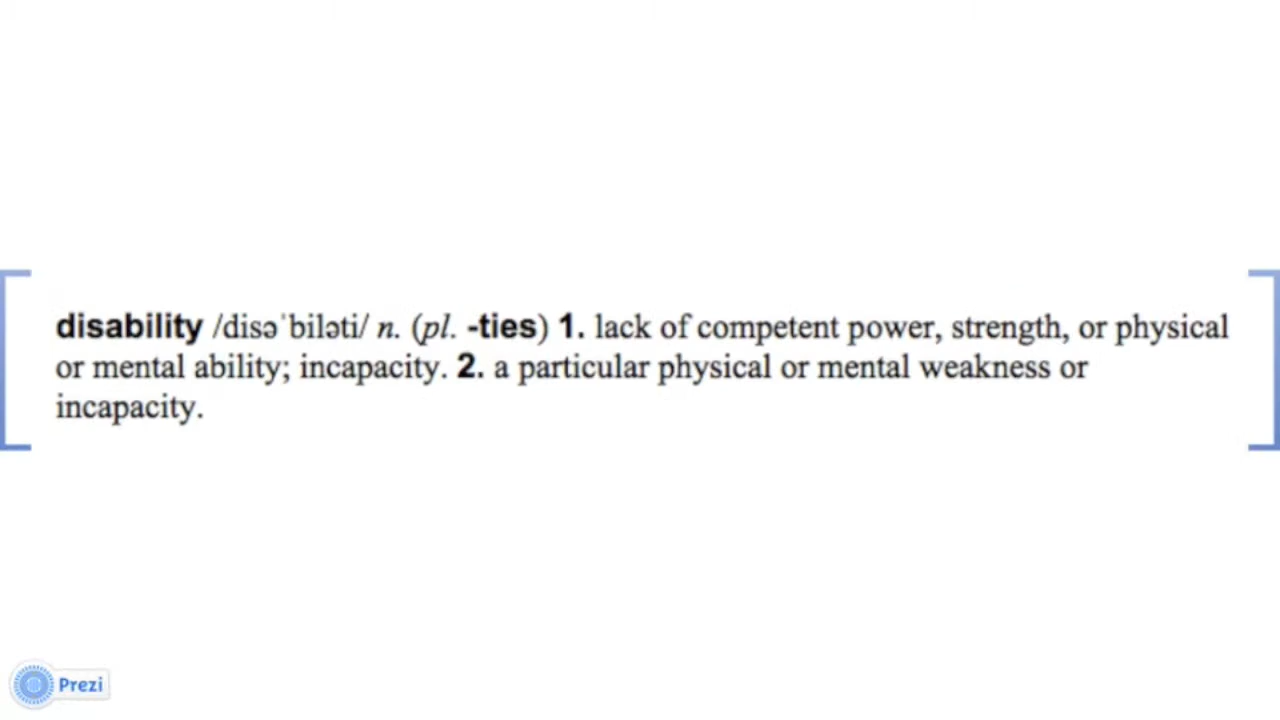 disability /disəˈbiləti/ n. (pl. -ties) 1. lack of competent power, strength, or physical
or mental ability; incapacity. 2. a particular physical or mental weakness or
incapacity.
Prezi